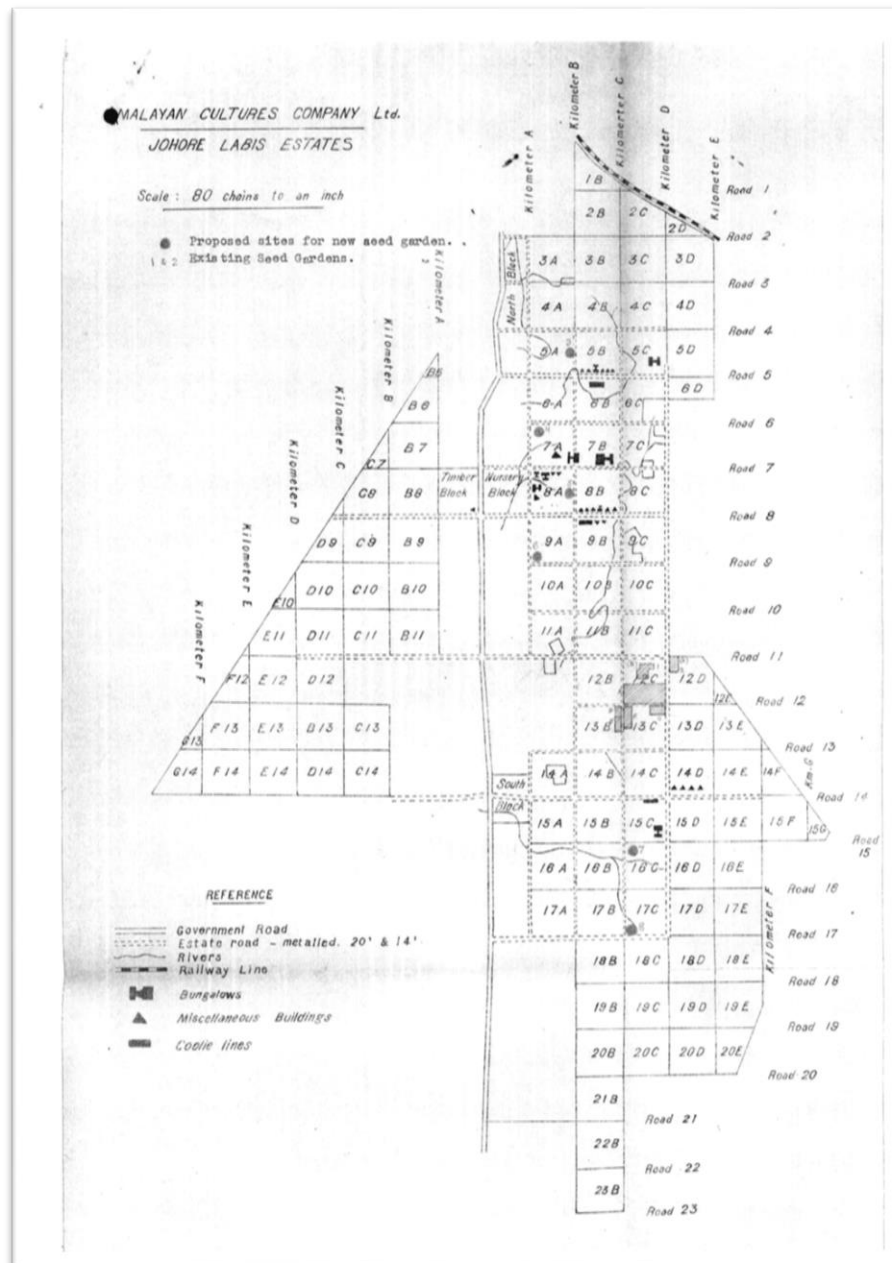 MALAYAN CULTURES COMPANY Ltd.
JOHORE LABIS ESTATES
Scale : 80 chains to an inch
Proposed sites for new seed garden.
1 & 2 Existing Seed Gardens.
Kilometer A
Kilometer B
Kilometer C
Kilometer D
Kilometer E
Kilometer F
Kilometer A
Kilometer B
Kilomerter C
Kilometer D
Kilometer E
Km-G
Kilometer F
1B Road 1
2B 2C 2D Road 2
North Block
3A 3B 3C 3D Road 3
4A 4B 4C 4D Road 4
5A 5B 5C 5D Road 5
6A 6B 6C 6D Road 6
7A 7B 7C Road 7
8A 8B 8C Road 8
9A 9B 9C Road 9
10A 10B 10C Road 10
11A 11B 11C Road 11
12B 12C 12D 12E Road 12
13B 13C 13D 13E Road 13
14A 14B 14C 14D 14E 14F Road 14
15A 15B 15C 15D 15E 15F 15G Road 15
16A 16B 16C 16D 16E Road 16
17A 17B 17C 17D 17E Road 17
18B 18C 18D 18E Road 18
19B 19C 19D 19E Road 19
20B 20C 20D 20E Road 20
21B Road 21
22B Road 22
23B Road 23
South Block
B5
B6
B7
C7
C8 B8 Timber Block Nursery Block
D9 C9 B9
E10 D10 C10 B10
E11 D11 C11 B11
F12 E12 D12
G13 F13 E13 D13 C13
G14 F14 E14 D14 C14
REFERENCE
Government Road
Estate road - metalled. 20' & 14'
Rivers
Railway Line
Bungalows
Miscellaneous Buildings
Coolie lines